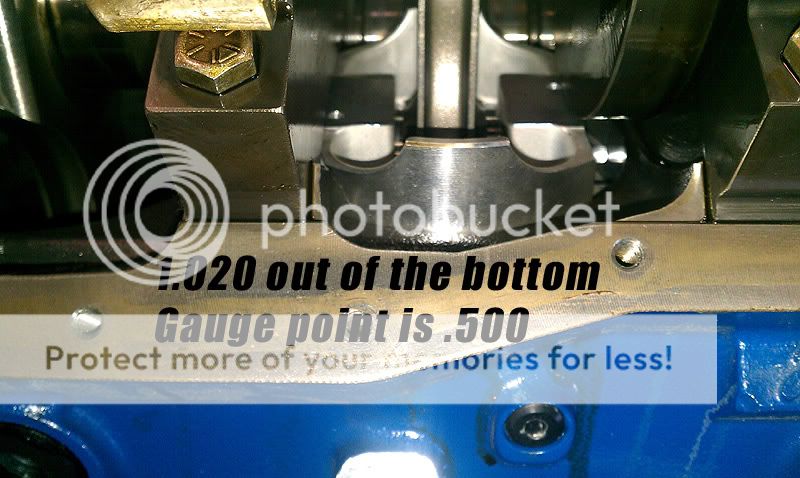 photobucket
1.020 out of the bottom
Gauge point is .500
Protect more of your memories for less!